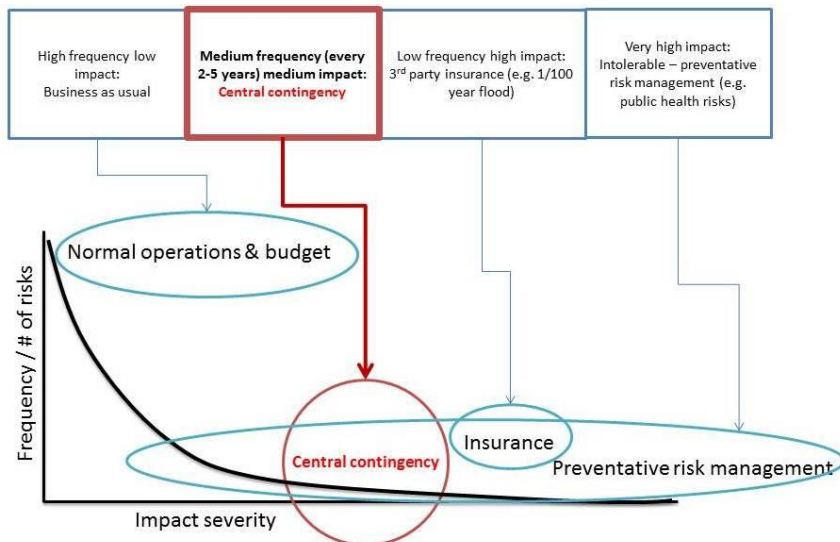 High frequency low
impact:
Business as usual
Medium frequency (every
2-5 years) medium impact:
Central contingency
Low frequency high impact:
3rd party insurance (e.g. 1/100
year flood)
Very high impact:
Intolerable – preventative
risk management (e.g.
public health risks)
Normal operations & budget
Frequency / # of risks
Central contingency
Insurance
Preventative risk management
Impact severity